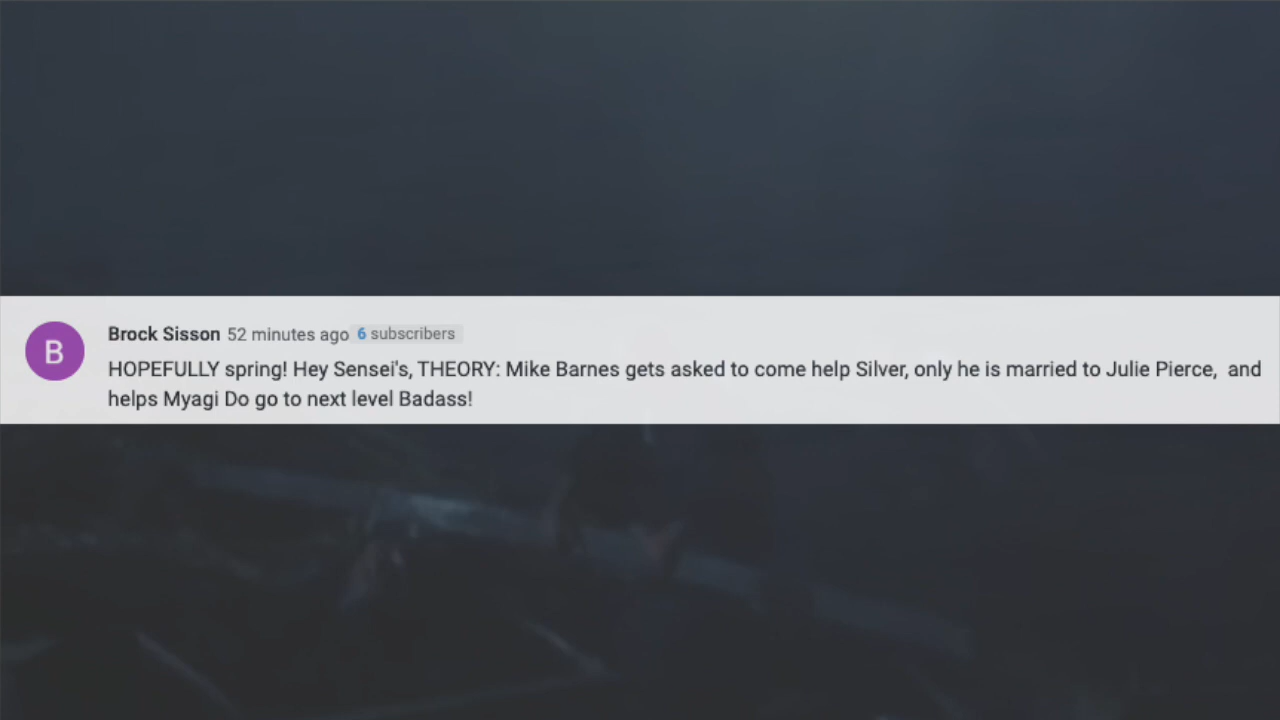 B
Brock Sisson 52 minutes ago 6 subscribers
HOPEFULLY spring! Hey Sensei's, THEORY: Mike Barnes gets asked to come help Silver, only he is married to Julie Pierce, and
helps Myagi Do go to next level Badass!